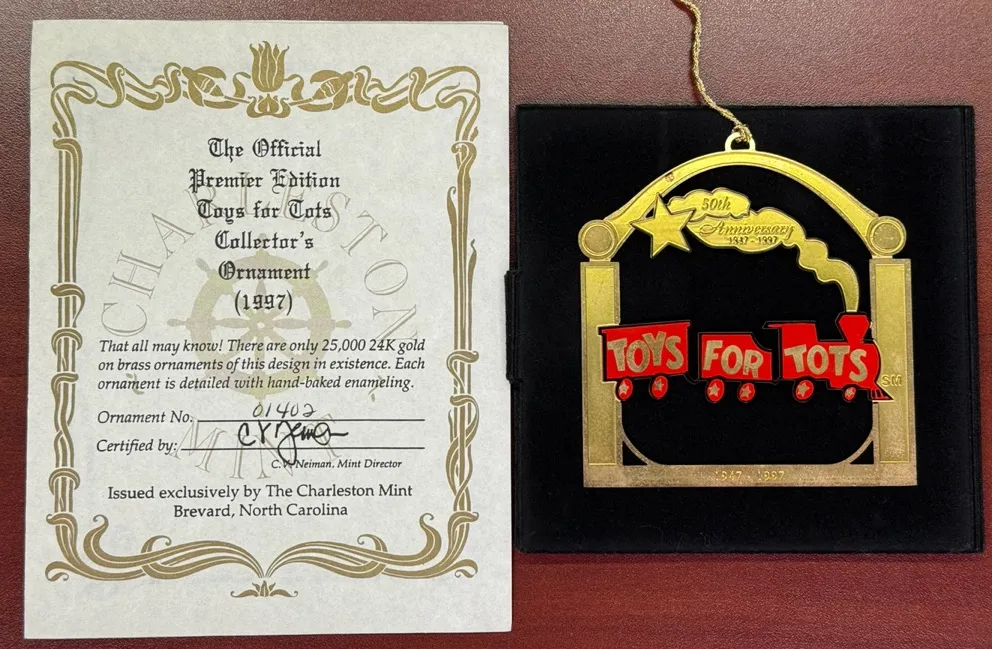 The Official
Premier Edition
Toys for Tots
Collector's
Ornament
(1997)
CHARLESTON
MINT
That all may know! There are only 25,000 24K gold
on brass ornaments of this design in existence. Each
ornament is detailed with hand-baked enameling.
Ornament No. 01402
Certified by:
C.V. Neiman, Mint Director
Issued exclusively by The Charleston Mint
Brevard, North Carolina
50th
Anniversary
1947 - 1997
TOYS FOR TOTS
SM
1947 - 1997